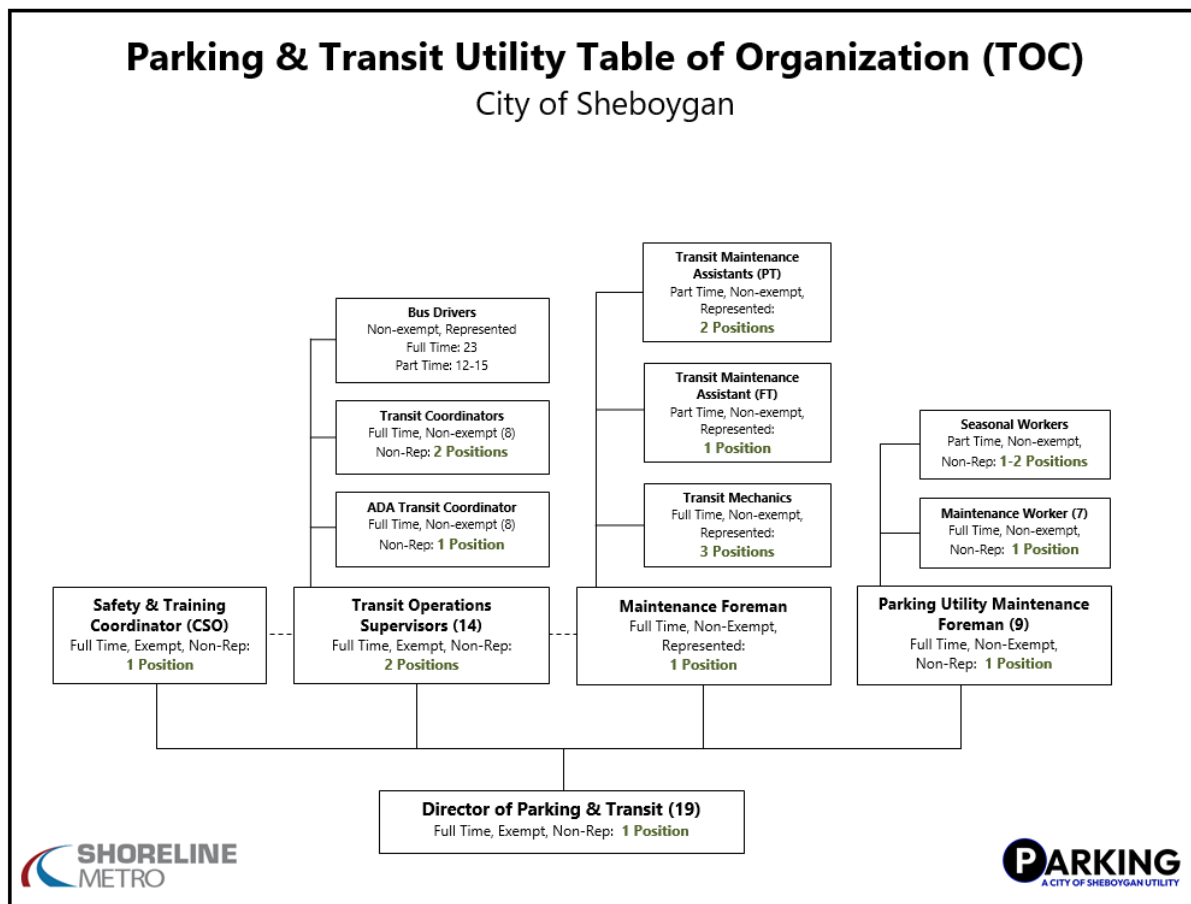 Parking & Transit Utility Table of Organization (TOC)
City of Sheboygan
Transit Maintenance
Assistants (PT)
Part Time, Non-exempt,
Represented:
2 Positions
Bus Drivers
Non-exempt, Represented
Full Time: 23
Part Time: 12-15
Transit Maintenance
Assistant (FT)
Part Time, Non-exempt,
Represented:
1 Position
Transit Coordinators
Full Time, Non-exempt (8)
Non-Rep: 2 Positions
Seasonal Workers
Part Time, Non-exempt,
Non-Rep: 1-2 Positions
Transit Mechanics
Full Time, Non-exempt,
Represented:
3 Positions
ADA Transit Coordinator
Full Time, Non-exempt (8)
Non-Rep: 1 Position
Maintenance Worker (7)
Full Time, Non-exempt,
Non-Rep: 1 Position
Safety & Training
Coordinator (CSO)
Full Time, Exempt, Non-Rep:
1 Position
Transit Operations
Supervisors (14)
Full Time, Exempt, Non-Rep:
2 Positions
Maintenance Foreman
Full Time, Non-Exempt,
Represented:
1 Position
Parking Utility Maintenance
Foreman (9)
Full Time, Non-Exempt,
Non-Rep: 1 Position
Director of Parking & Transit (19)
Full Time, Exempt, Non-Rep: 1 Position
SHORELINE
METRO
PARKING
A CITY OF SHEBOYGAN UTILITY